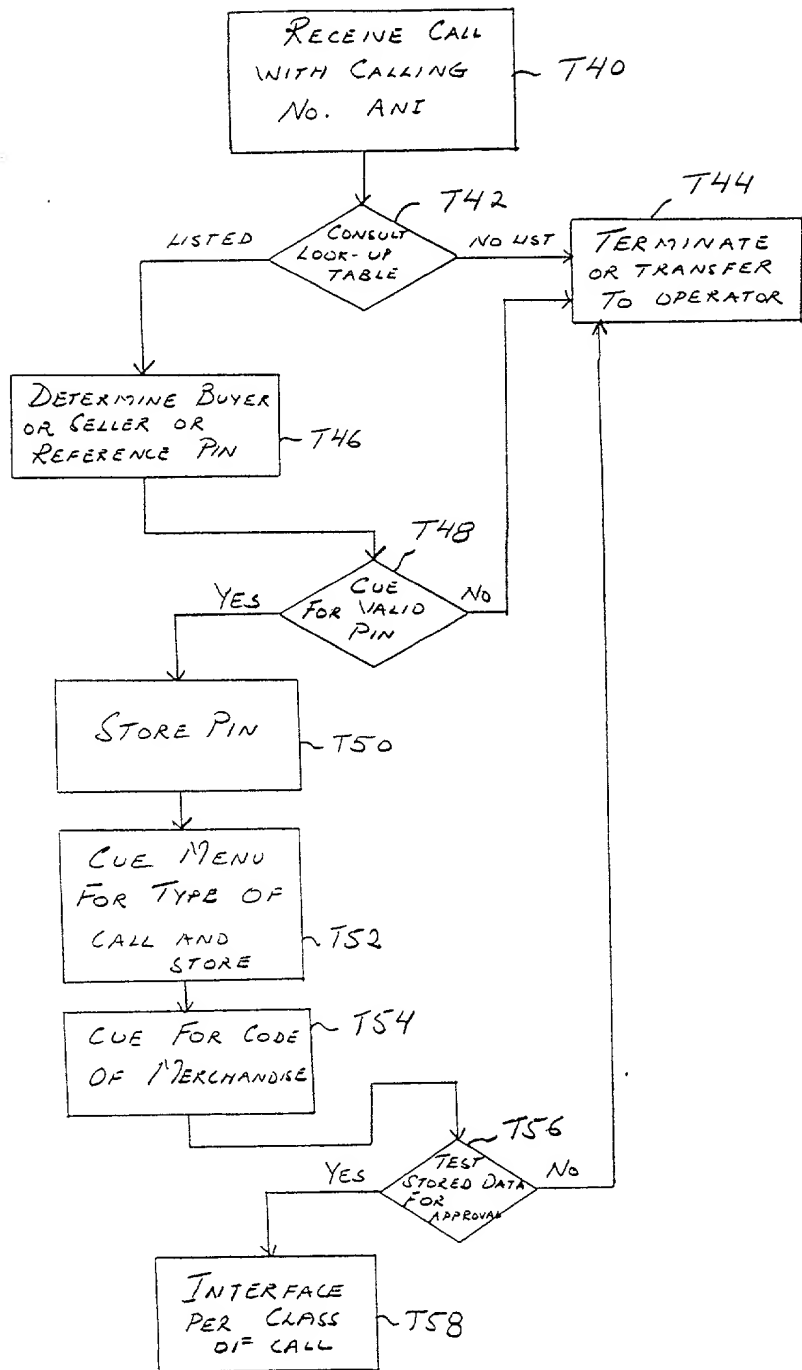 RECEIVE CALL
WITH CALLING
NO. ANI
T40
T42
CONSULT
LOOK-UP
TABLE
LISTED
NO LIST
T44
TERMINATE
OR TRANSFER
TO OPERATOR
DETERMINE BUYER
OR SELLER OR
REFERENCE PIN
T46
T48
CUE
FOR VALID
PIN
YES
NO
STORE PIN
T50
CUE MENU
FOR TYPE OF
CALL AND
STORE
T52
CUE FOR CODE
OF MERCHANDISE
T54
T56
TEST
STORED DATA
FOR
APPROVAL
YES
NO
INTERFACE
PER CLASS
OF CALL
T58